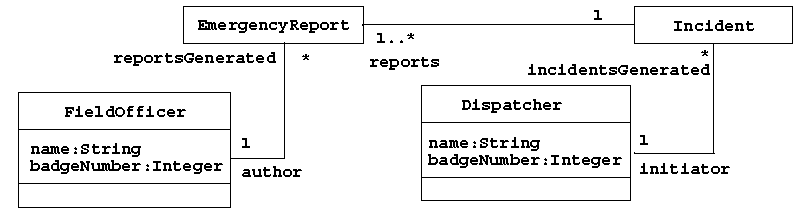 EmergencyReport
1
Incident
1..*
reports
reportsGenerated
*
*
incidentsGenerated
FieldOfficer
name:String
badgeNumber:Integer
1
author
Dispatcher
name:String
badgeNumber:Integer
1
initiator